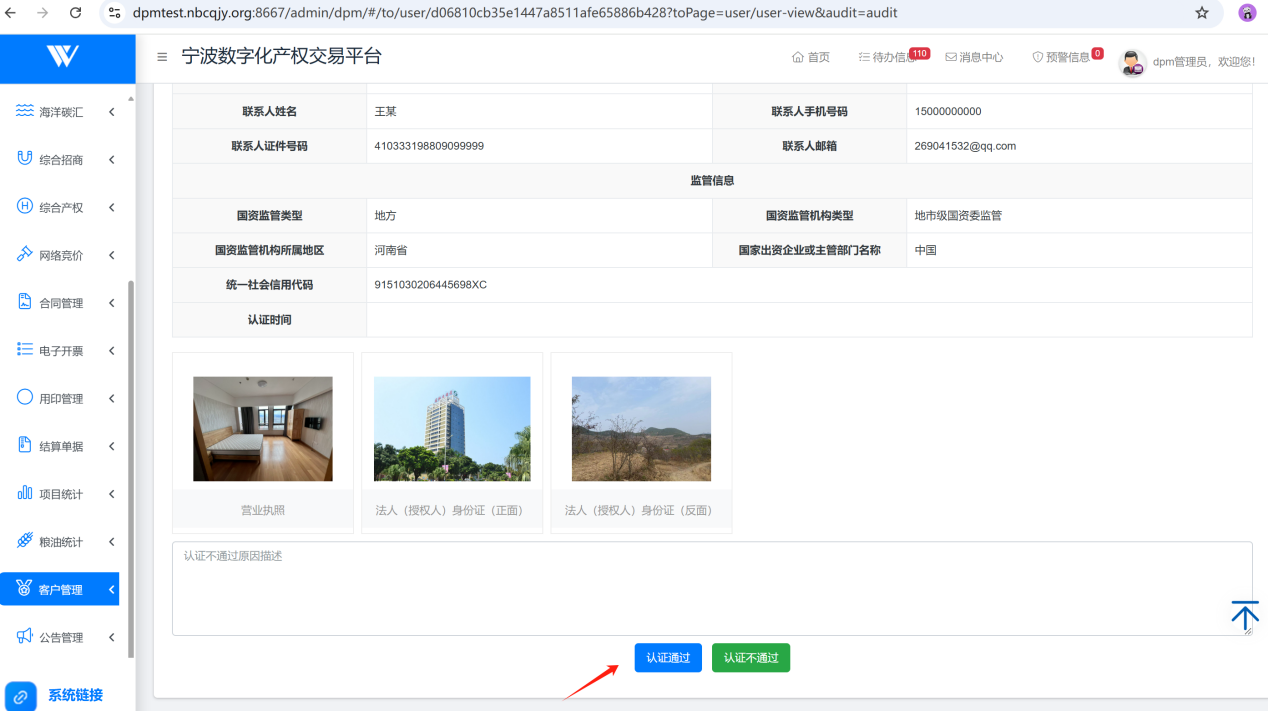 dpmtest.nbcqjy.org:8667/admin/dpm/#/to/user/d06810cb35e1447a8511afe65886b428?toPage=user/user-view&audit=audit
宁波数字化产权交易平台
首页
待办信息
110
消息中心
预警信息
0
dpm管理员，欢迎您!
海洋碳汇
综合招商
综合产权
网络竞价
合同管理
电子开票
用印管理
结算单据
项目统计
粮油统计
客户管理
公告管理
系统链接
联系人姓名 王某 联系人手机号码 15000000000
联系人证件号码 410333198809099999 联系人邮箱 269041532@qq.com
监管信息
国资监管类型 地方 国资监管机构类型 地市级国资委监管
国资监管机构所属地区 河南省 国家出资企业或主管部门名称 中国
统一社会信用代码 9151030206445698XC
认证时间
营业执照 法人（授权人）身份证（正面） 法人（授权人）身份证（反面）
认证不通过原因描述
认证通过 认证不通过